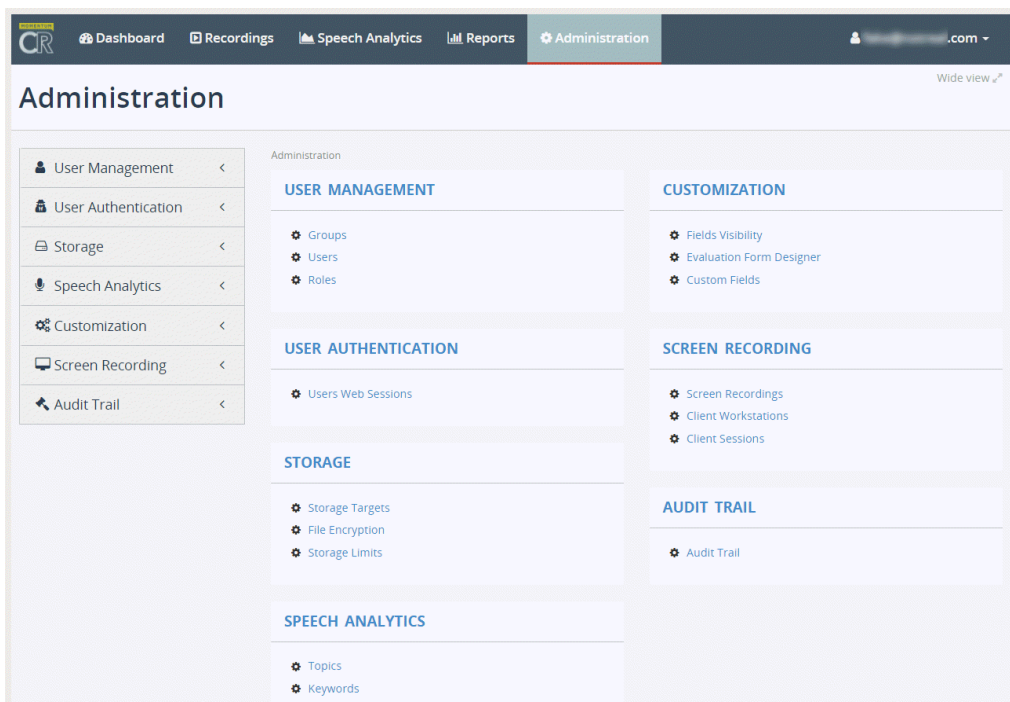 MOMENTUM
CR
Dashboard
Recordings
Speech Analytics
Reports
Administration
.com
Wide view
Administration
User Management
User Authentication
Storage
Speech Analytics
Customization
Screen Recording
Audit Trail
Administration
USER MANAGEMENT
Groups
Users
Roles
USER AUTHENTICATION
Users Web Sessions
STORAGE
Storage Targets
File Encryption
Storage Limits
SPEECH ANALYTICS
Topics
Keywords
CUSTOMIZATION
Fields Visibility
Evaluation Form Designer
Custom Fields
SCREEN RECORDING
Screen Recordings
Client Workstations
Client Sessions
AUDIT TRAIL
Audit Trail